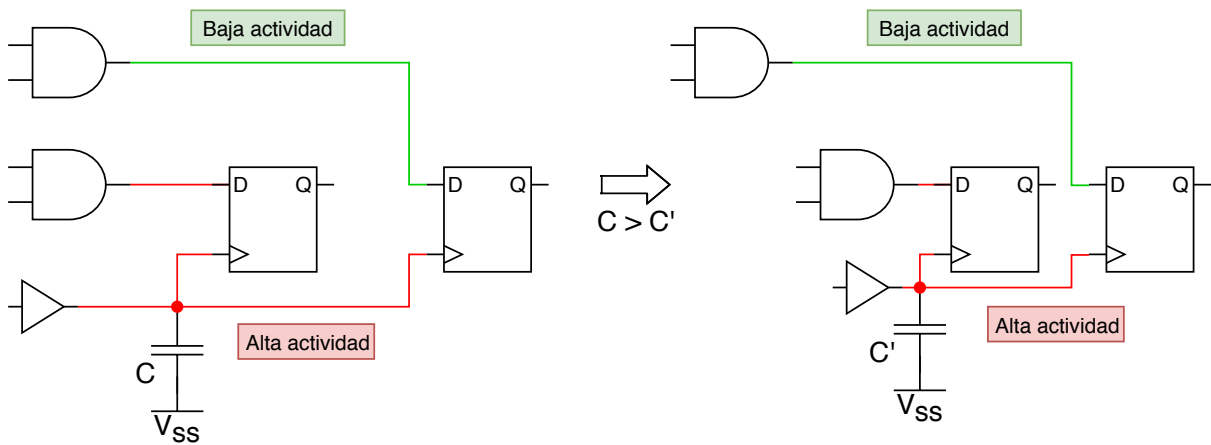 Baja actividad
Baja actividad
D Q
D Q
D Q
D Q
C > C'
Alta actividad
Alta actividad
C
C'
VSS
VSS